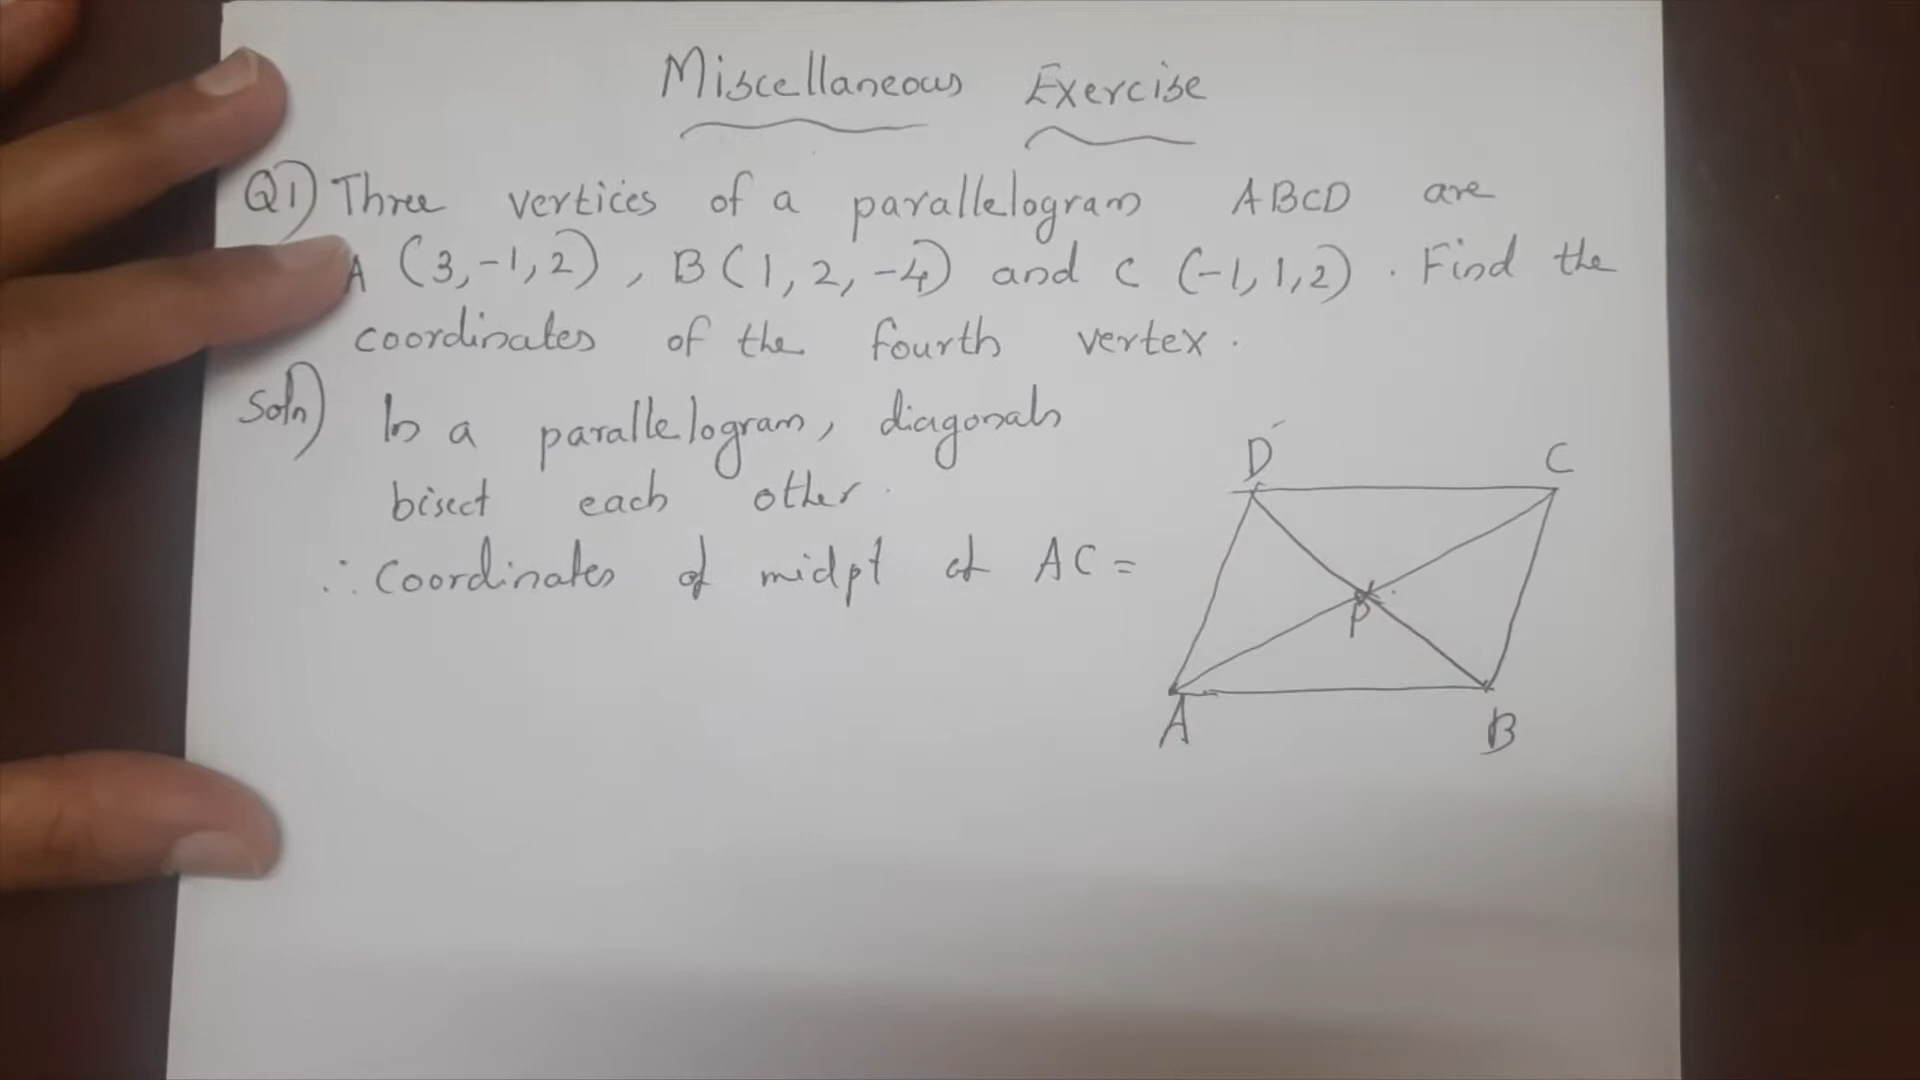 Miscellaneous Exercise
Q1) Three vertices of a parallelogram ABCD are
A (3,-1,2), B(1, 2, -4) and C (-1,1,2). Find the
coordinates of the fourth vertex.
Soln) In a parallelogram, diagonals
bisect each other.
∴ Coordinates of midpt of AC =
D C
P
A B